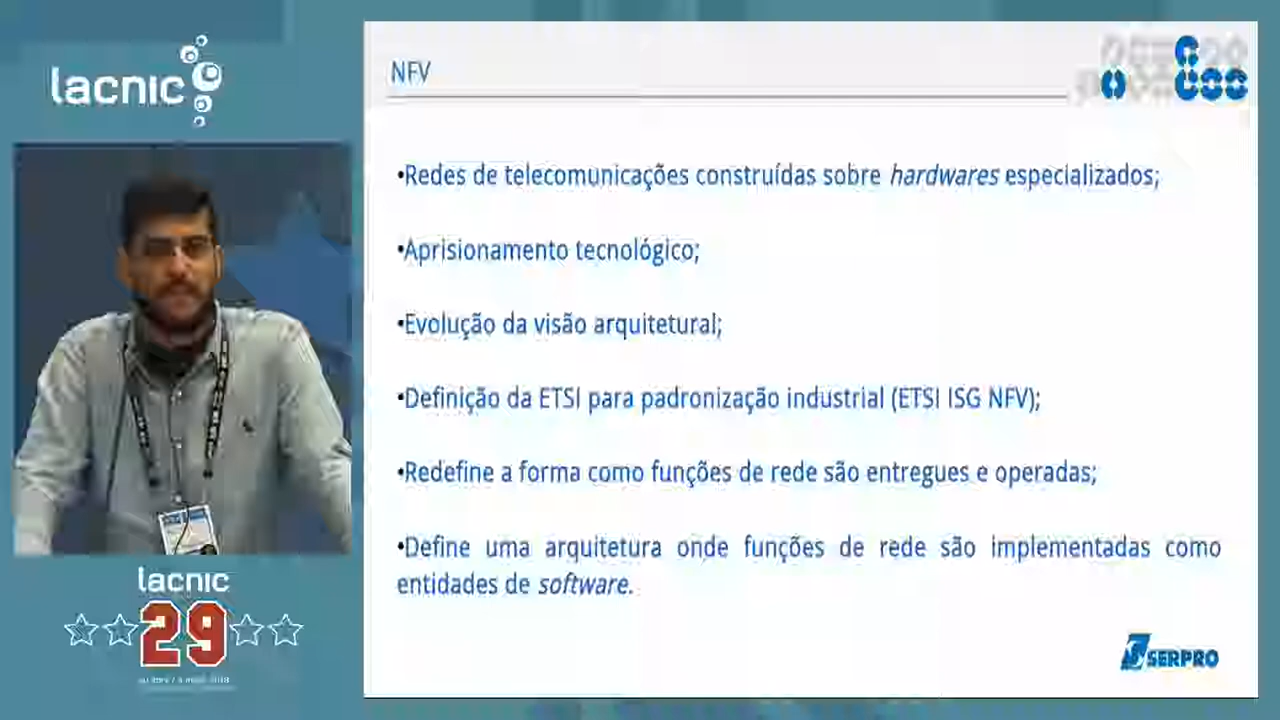 lacnic
NFV
•Redes de telecomunicações construídas sobre hardwares especializados;
•Aprisionamento tecnológico;
•Evolução da visão arquitetural;
•Definição da ETSI para padronização industrial (ETSI ISG NFV);
•Redefine a forma como funções de rede são entregues e operadas;
•Define uma arquitetura onde funções de rede são implementadas como
entidades de software.
lacnic
29
SERPRO